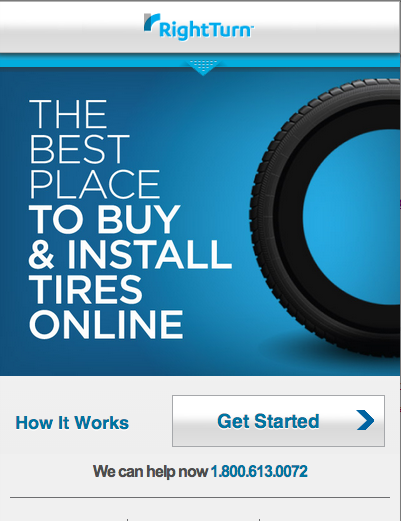 RightTurn
THE
BEST
PLACE
TO BUY
& INSTALL
TIRES
ONLINE
How It Works
Get Started
We can help now 1.800.613.0072